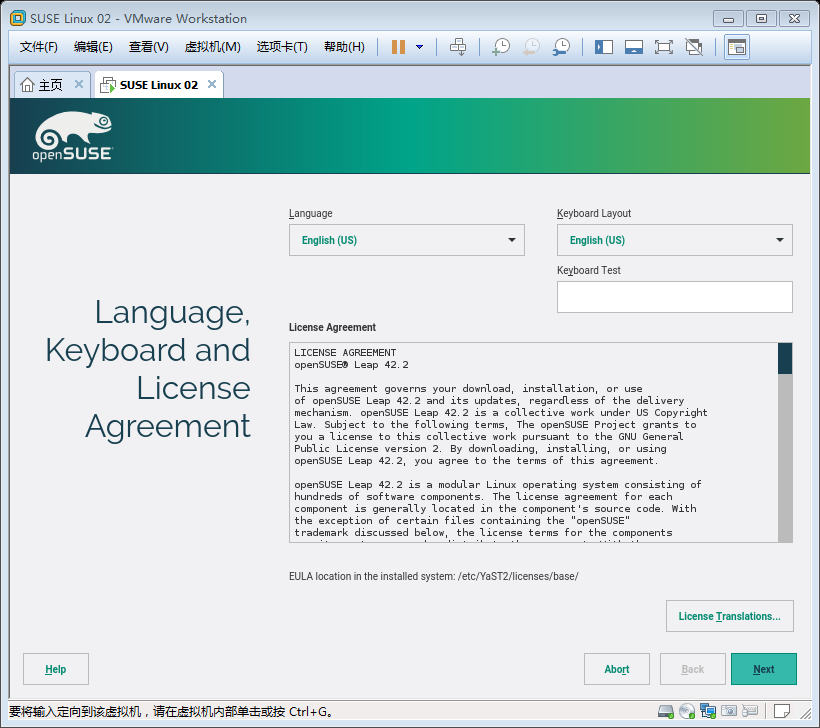 SUSE Linux 02 - VMware Workstation
文件(F) 编辑(E) 查看(V) 虚拟机(M) 选项卡(T) 帮助(H)
主页 SUSE Linux 02
openSUSE
Language Keyboard Layout
English (US) English (US)
Keyboard Test
Language,
Keyboard and
License
Agreement
License Agreement
LICENSE AGREEMENT
openSUSE® Leap 42.2
This agreement governs your download, installation, or use
of openSUSE Leap 42.2 and its updates, regardless of the delivery
mechanism. openSUSE Leap 42.2 is a collective work under US Copyright
Law. Subject to the following terms, The openSUSE Project grants to
you a license to this collective work pursuant to the GNU General
Public License version 2. By downloading, installing, or using
openSUSE Leap 42.2, you agree to the terms of this agreement.
openSUSE Leap 42.2 is a modular Linux operating system consisting of
hundreds of software components. The license agreement for each
component is generally located in the component's source code. With
the exception of certain files containing the "openSUSE"
trademark discussed below, the license terms for the components
EULA location in the installed system: /etc/YaST2/licenses/base/
License Translations...
Help Abort Back Next
要将输入定向到该虚拟机，请在虚拟机内部单击或按 Ctrl+G。